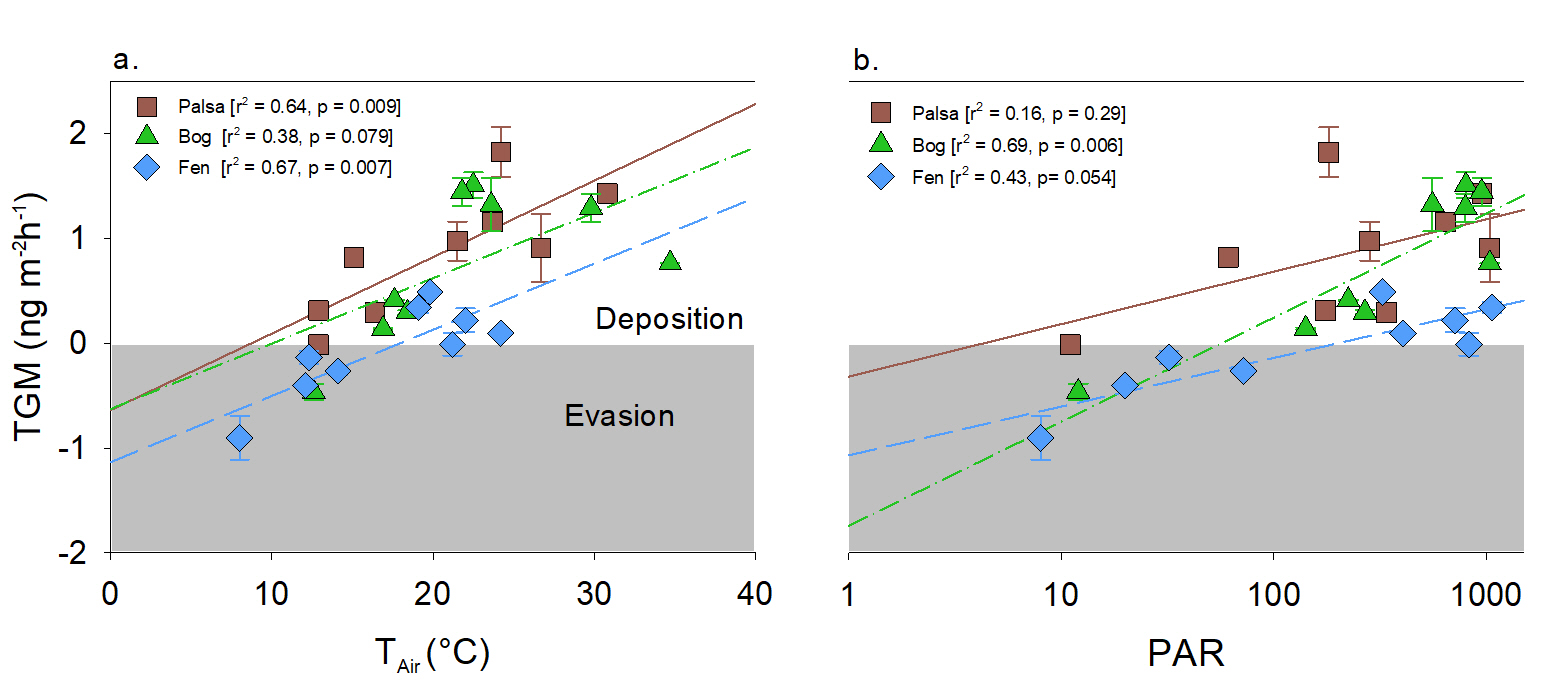 a.
Palsa [r² = 0.64, p = 0.009]
Bog [r² = 0.38, p = 0.079]
Fen [r² = 0.67, p = 0.007]
Deposition
Evasion
TGM (ng m⁻²h⁻¹)
2
1
0
-1
-2
0
10
20
30
40
T_Air (°C)
b.
Palsa [r² = 0.16, p = 0.29]
Bog [r² = 0.69, p = 0.006]
Fen [r² = 0.43, p= 0.054]
1
10
100
1000
PAR